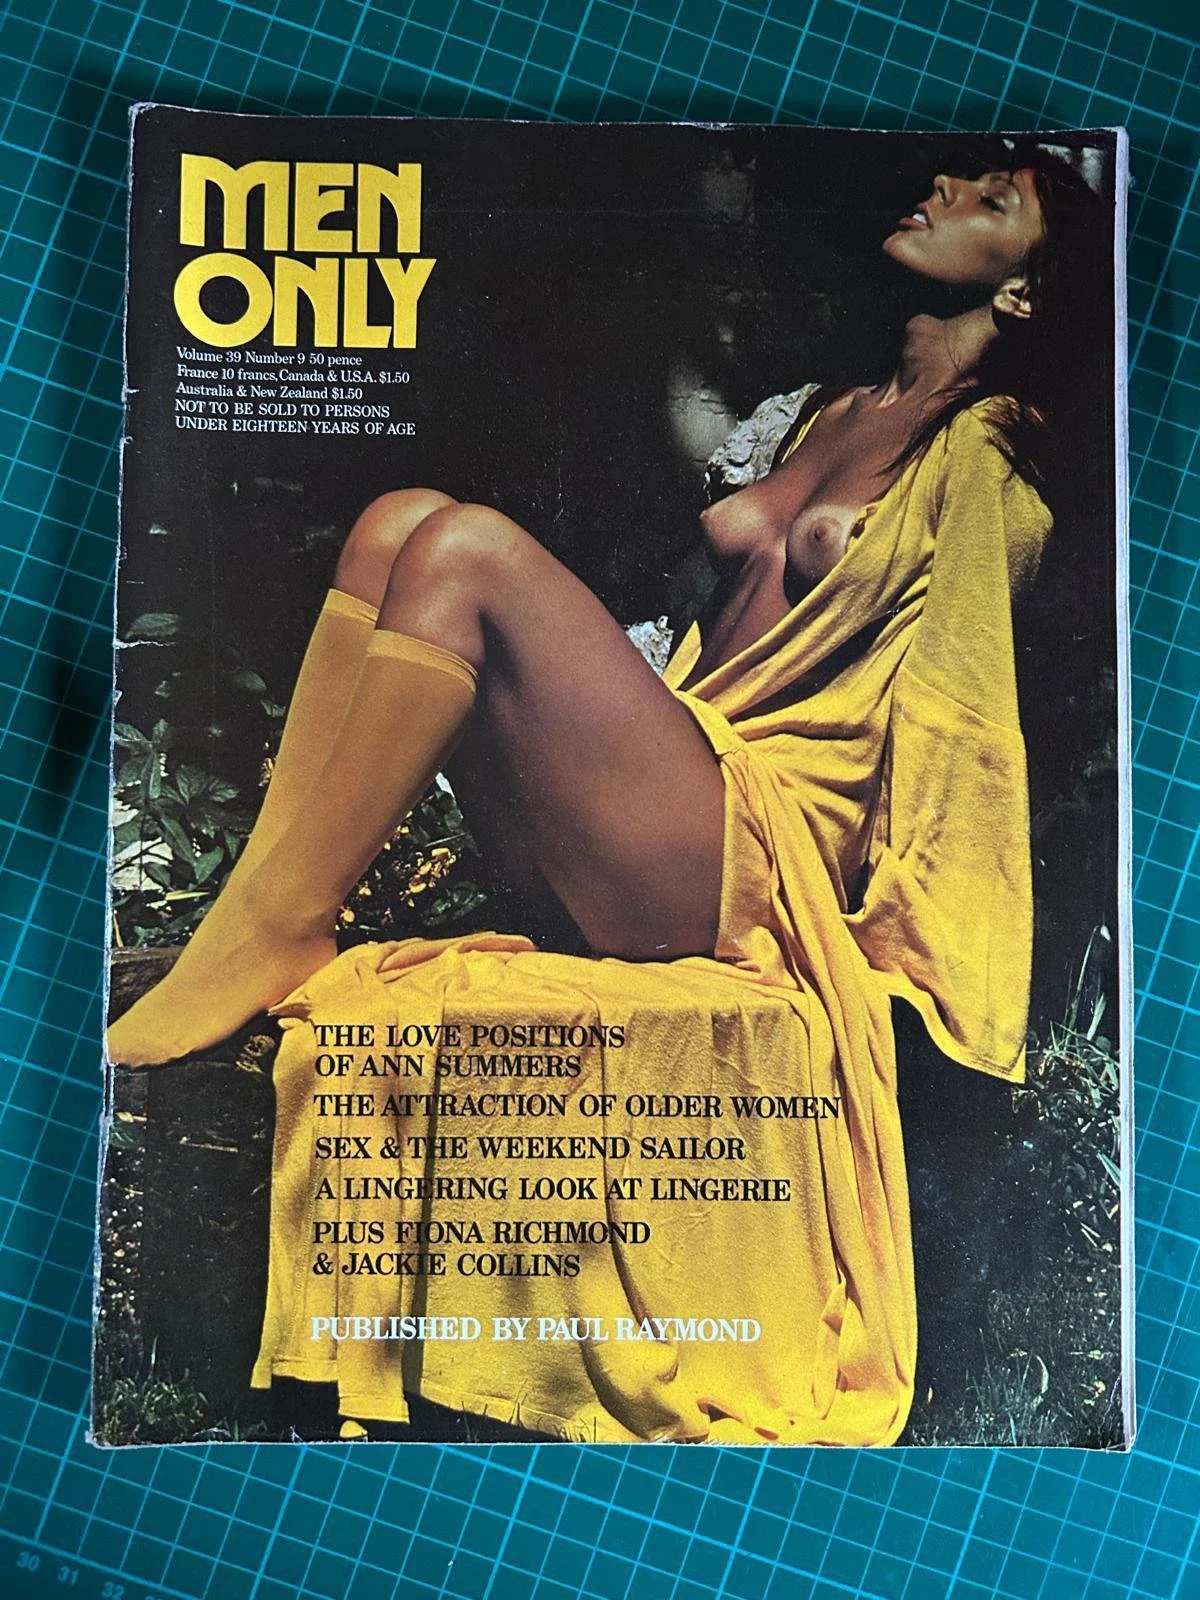 MEN
ONLY
Volume 39 Number 9 50 pence
France 10 francs, Canada & U.S.A. $1.50
Australia & New Zealand $1.50
NOT TO BE SOLD TO PERSONS
UNDER EIGHTEEN YEARS OF AGE
THE LOVE POSITIONS
OF ANN SUMMERS
THE ATTRACTION OF OLDER WOMEN
SEX & THE WEEKEND SAILOR
A LINGERING LOOK AT LINGERIE
PLUS FIONA RICHMOND
& JACKIE COLLINS
PUBLISHED BY PAUL RAYMOND
30 31 32